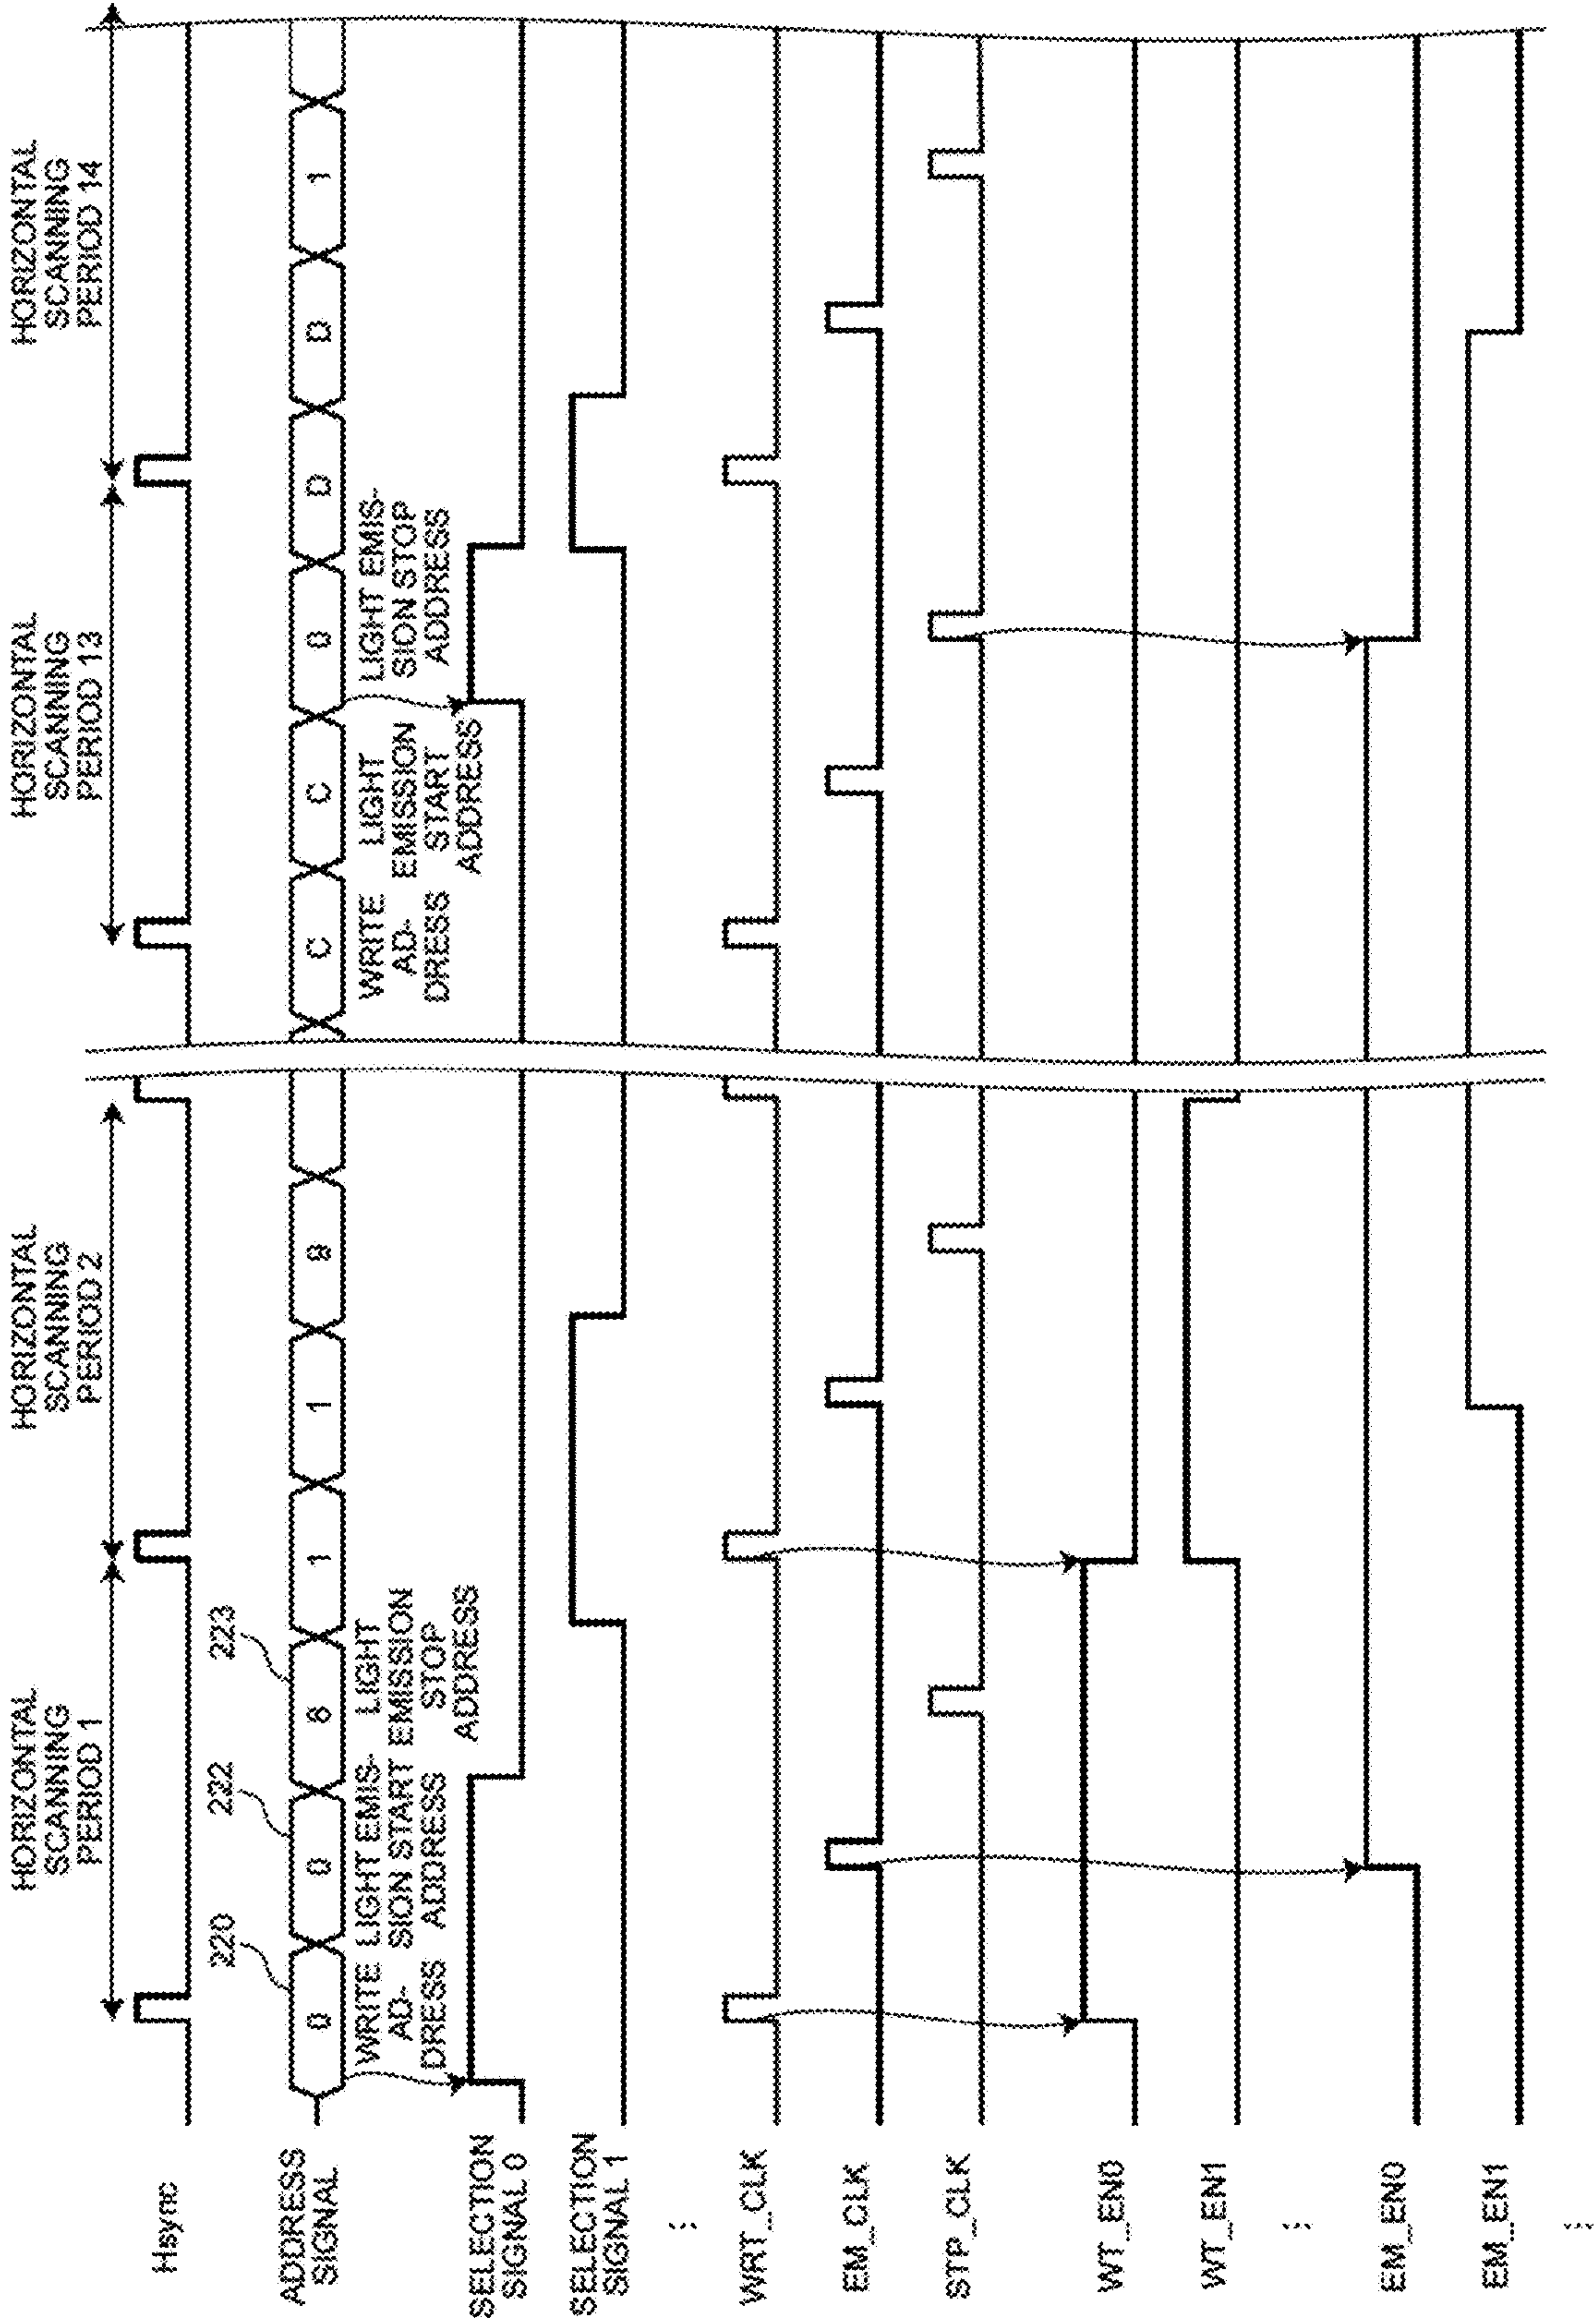 HORIZONTAL
SCANNING
PERIOD 1
HORIZONTAL
SCANNING
PERIOD 2
HORIZONTAL
SCANNING
PERIOD 13
HORIZONTAL
SCANNING
PERIOD 14
Hsync
220
222
223
ADDRESS
SIGNAL
0
0
1
1
C
C
D
D
1
WRITE
AD-
DRESS
LIGHT EMIS-
SION START
ADDRESS
LIGHT
EMISSION
STOP
ADDRESS
WRITE
AD-
DRESS
LIGHT
EMISSION
START
ADDRESS
LIGHT EMIS-
SION STOP
ADDRESS
SELECTION
SIGNAL 0
SELECTION
SIGNAL 1
WRT_CLK
EM_CLK
STP_CLK
WT_EN0
WT_EN1
EM_EN0
EM_EN1